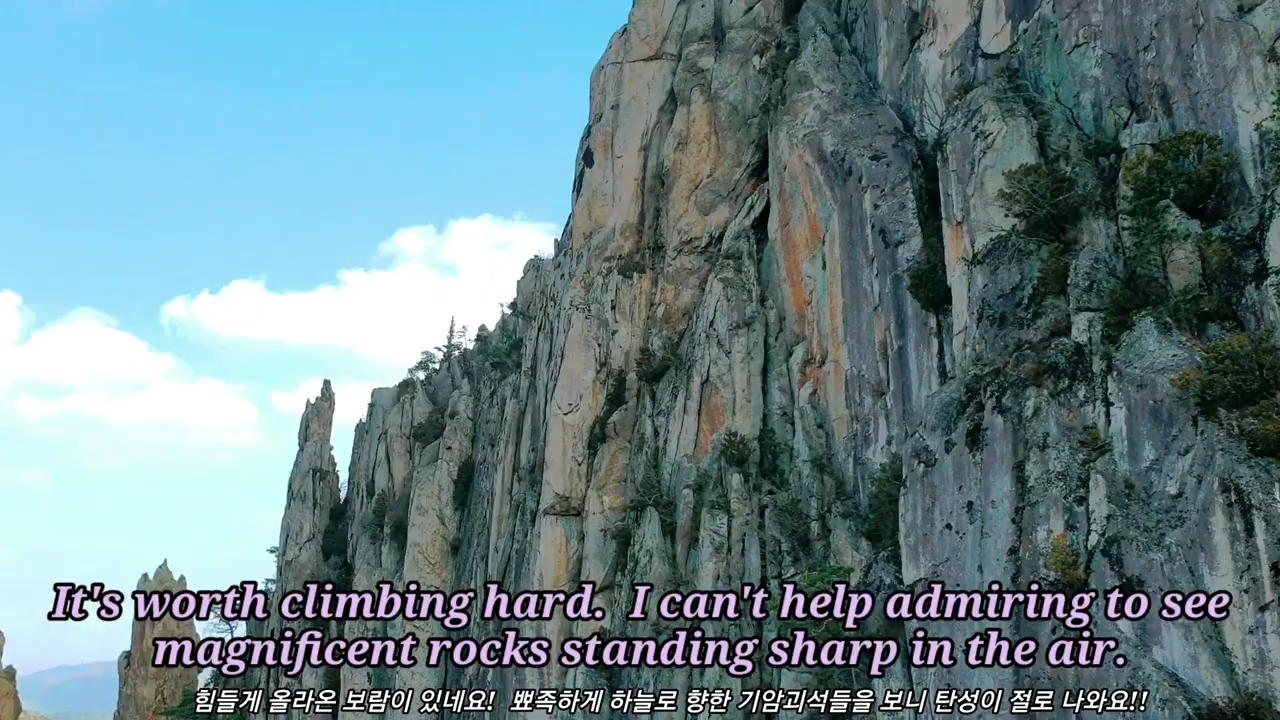 It's worth climbing hard.  I can't help admiring to see
magnificent rocks standing sharp in the air.
힘들게 올라온 보람이 있네요!  뾰족하게 하늘로 향한 기암괴석들을 보니 탄성이 절로 나와요!!